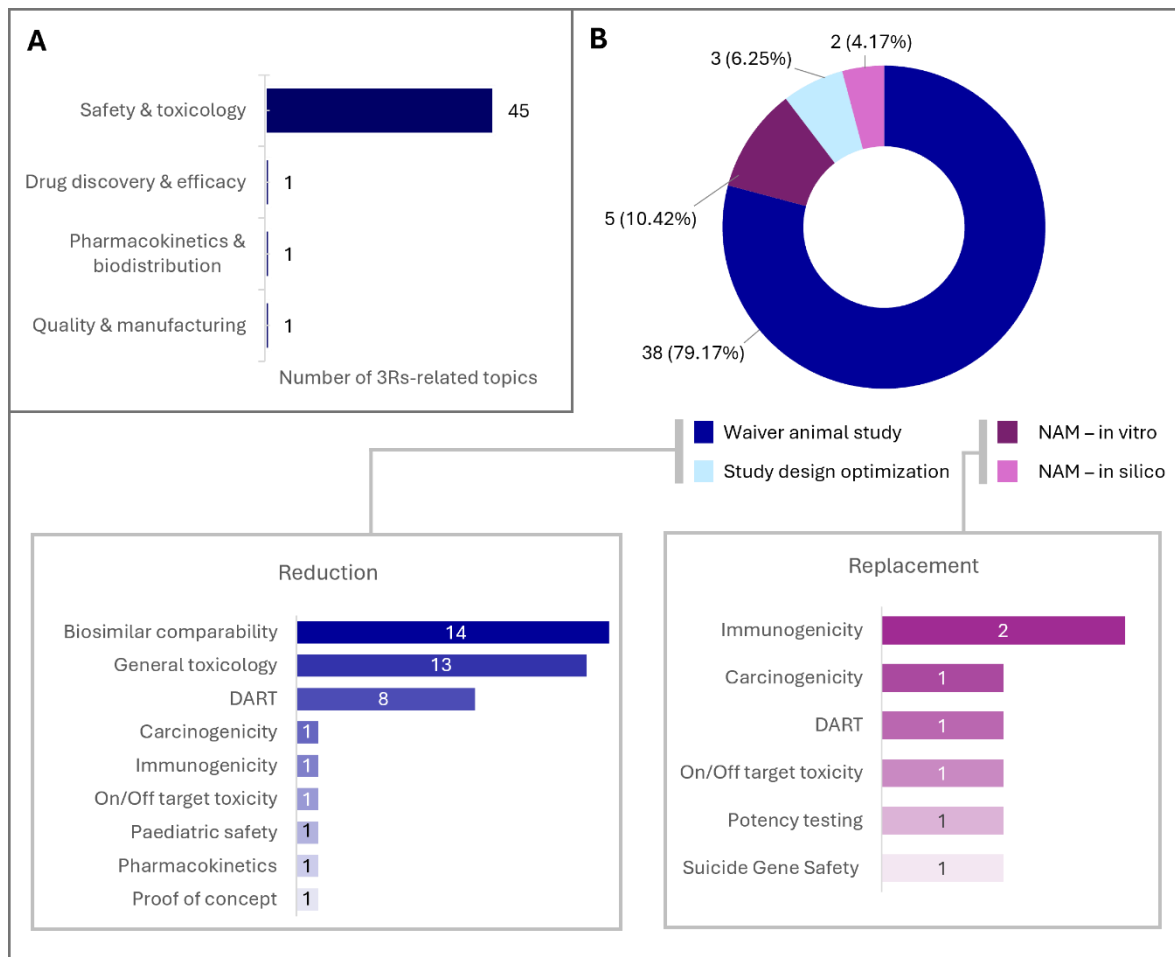 A
Safety & toxicology
45
Drug discovery & efficacy
1
Pharmacokinetics &
biodistribution
1
Quality & manufacturing
1
Number of 3Rs-related topics
B
2 (4.17%)
3 (6.25%)
5 (10.42%)
38 (79.17%)
Waiver animal study
Study design optimization
NAM – in vitro
NAM – in silico
Reduction
Biosimilar comparability
14
General toxicology
13
DART
8
Carcinogenicity
1
Immunogenicity
1
On/Off target toxicity
1
Paediatric safety
1
Pharmacokinetics
1
Proof of concept
1
Replacement
Immunogenicity
2
Carcinogenicity
1
DART
1
On/Off target toxicity
1
Potency testing
1
Suicide Gene Safety
1